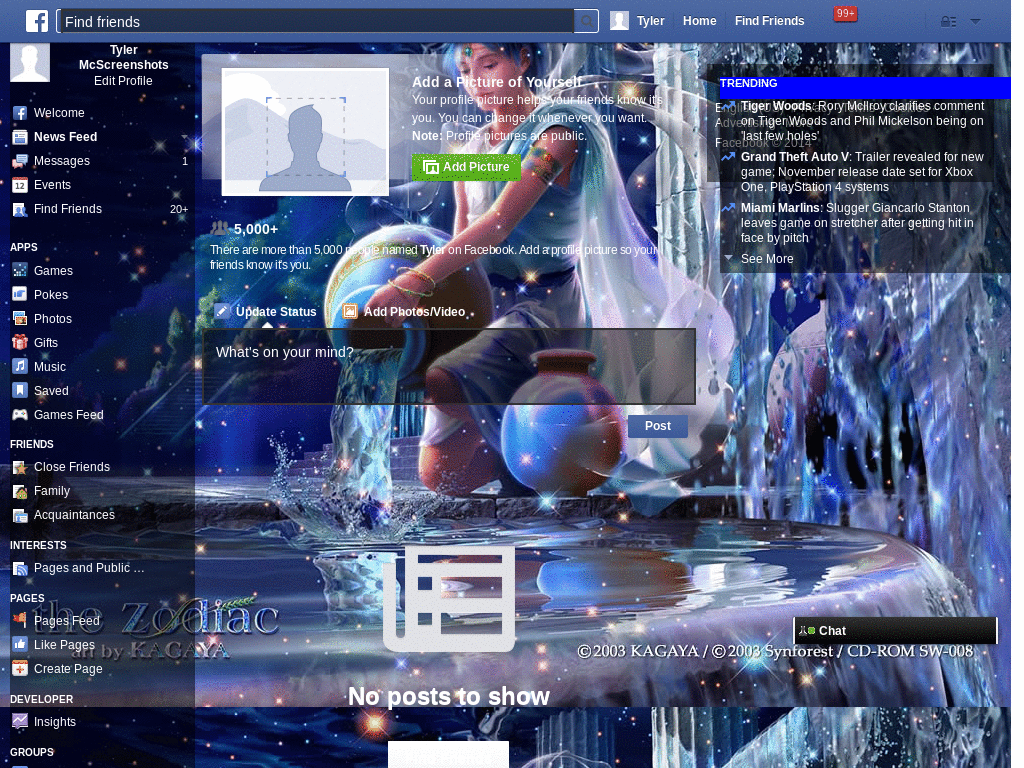 Find friends
Tyler
Home
Find Friends
99+
Tyler
McScreenshots
Edit Profile
Welcome
News Feed
Messages 1
Events
12
Find Friends 20+
APPS
Games
Pokes
Photos
Gifts
Music
Saved
Games Feed
FRIENDS
Close Friends
Family
Acquaintances
INTERESTS
Pages and Public …
PAGES
Pages Feed
Like Pages
Create Page
DEVELOPER
Insights
GROUPS
Add a Picture of Yourself
Your profile picture helps your friends know it's
you. You can change it whenever you want.
Note: Profile pictures are public.
Add Picture
5,000+
There are more than 5,000 people named Tyler on Facebook. Add a profile picture so your
friends know it's you.
Update Status
Add Photos/Video
What's on your mind?
Post
No posts to show
TRENDING
Tiger Woods: Rory McIlroy clarifies comment
on Tiger Woods and Phil Mickelson being on
'last few holes'
Facebook © 2014
Grand Theft Auto V: Trailer revealed for new
game; November release date set for Xbox
One, PlayStation 4 systems
Miami Marlins: Slugger Giancarlo Stanton
leaves game on stretcher after getting hit in
face by pitch
See More
Chat
the Zodiac
ad by KAGAYA
©2003 KAGAYA / ©2003 Synforest / CD-ROM SW-008